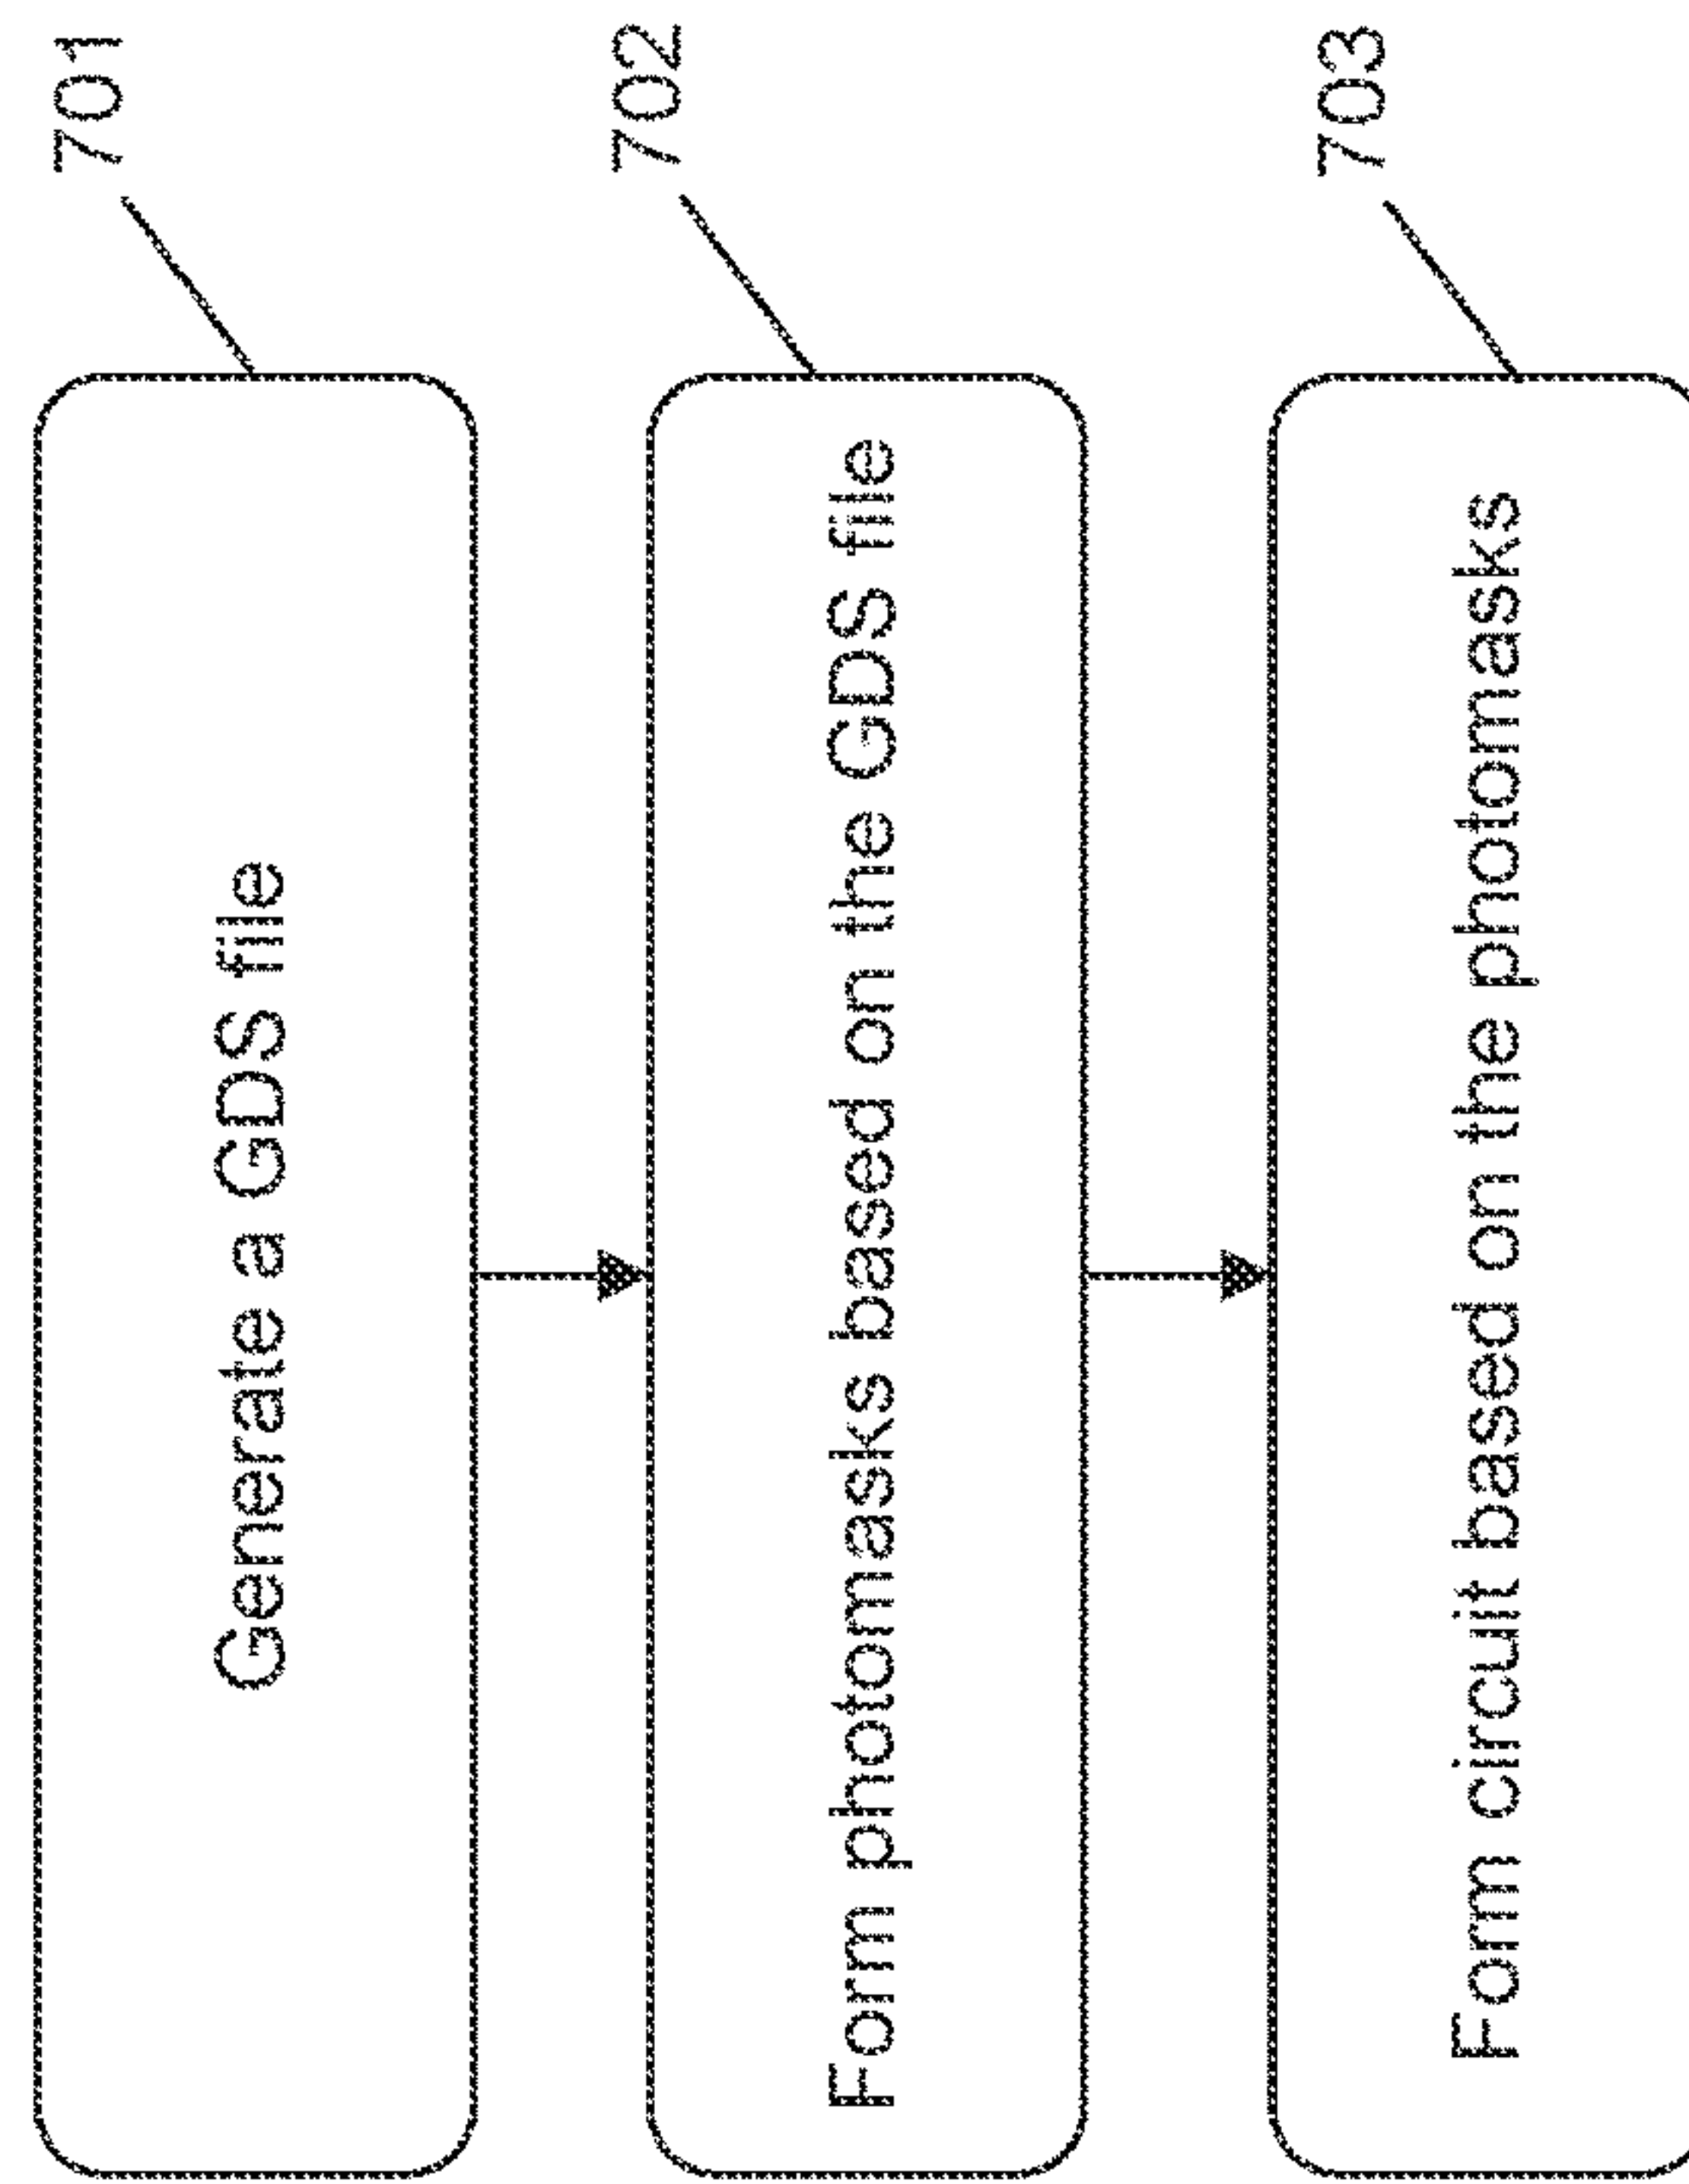 Generate a GDS file
701
Form photomasks based on the GDS file
702
Form circuit based on the photomasks
703